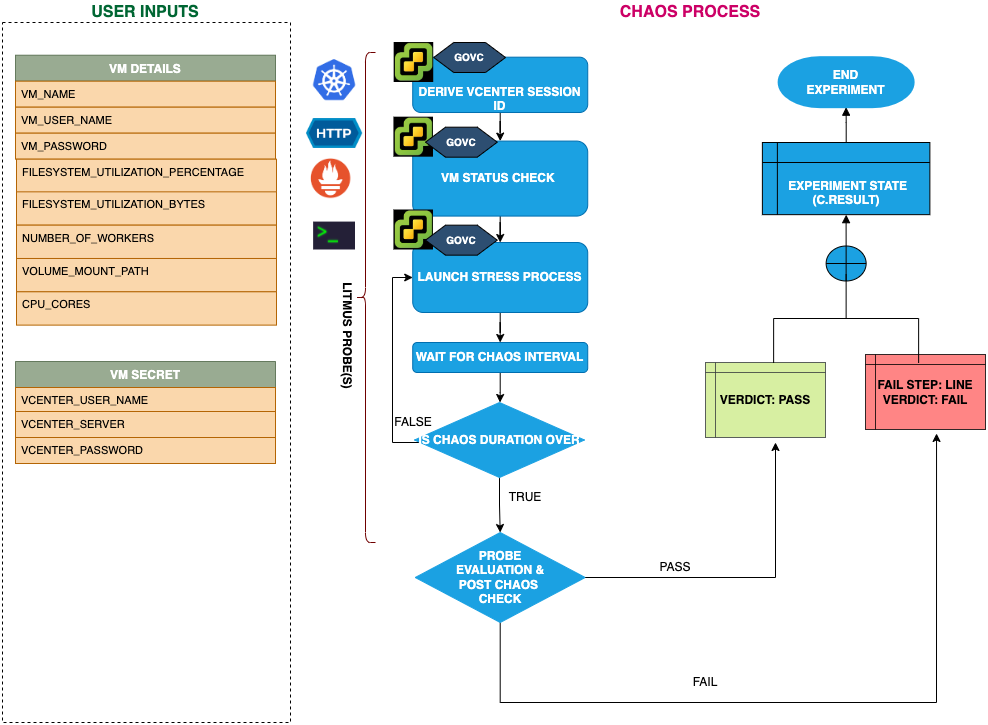 USER INPUTS
VM DETAILS
VM_NAME
VM_USER_NAME
VM_PASSWORD
FILESYSTEM_UTILIZATION_PERCENTAGE
FILESYSTEM_UTILIZATION_BYTES
NUMBER_OF_WORKERS
VOLUME_MOUNT_PATH
CPU_CORES
VM SECRET
VCENTER_USER_NAME
VCENTER_SERVER
VCENTER_PASSWORD
CHAOS PROCESS
HTTP
>_
LITMUS PROBE(S)
GOVC
DERIVE VCENTER SESSION
ID
GOVC
VM STATUS CHECK
GOVC
LAUNCH STRESS PROCESS
WAIT FOR CHAOS INTERVAL
FALSE
IS CHAOS DURATION OVER
TRUE
PROBE
EVALUATION &
POST CHAOS
CHECK
PASS
FAIL
VERDICT: PASS
FAIL STEP: LINE
VERDICT: FAIL
EXPERIMENT STATE
(C.RESULT)
END
EXPERIMENT